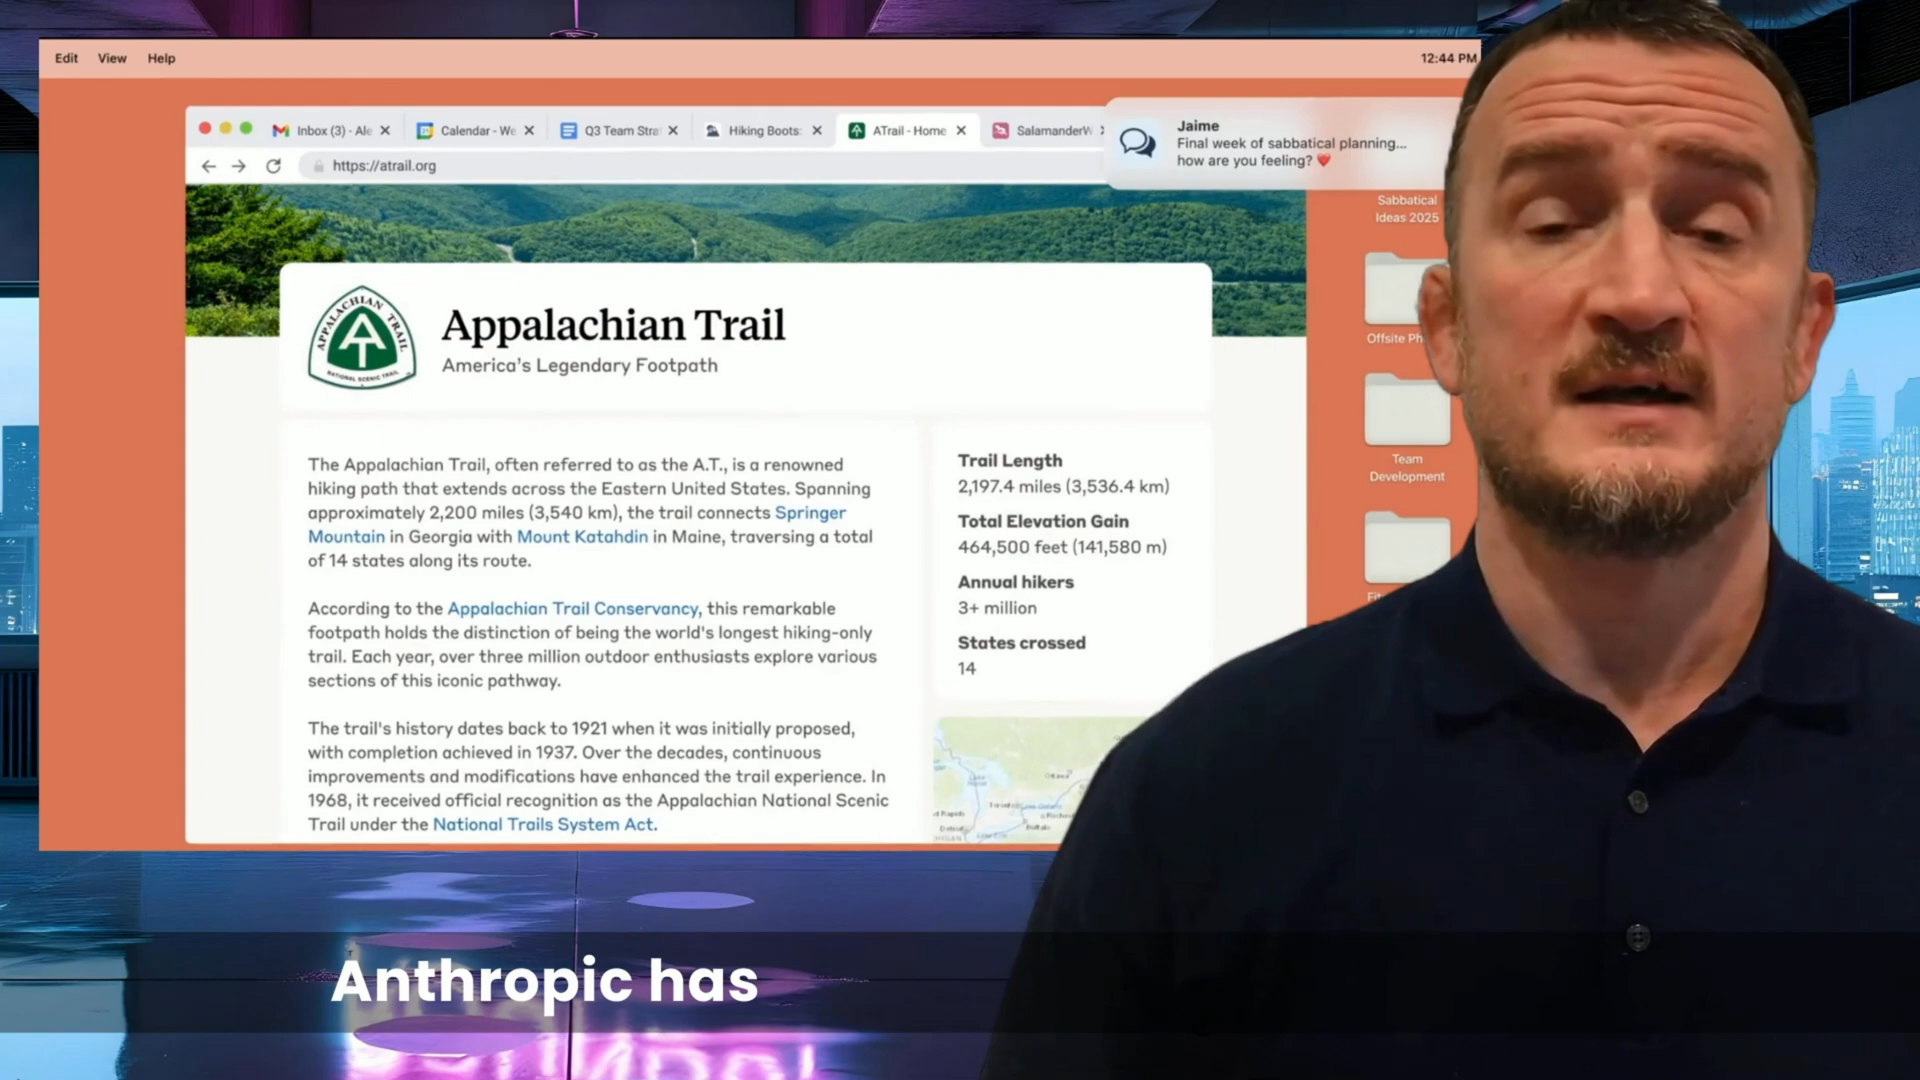 Edit View Help
12:44 PM
Inbox (3) - Ale
Calendar - We
Q3 Team Stra
Hiking Boots:
ATrail - Home
SalamanderW
https://atrail.org
Jaime
Final week of sabbatical planning...
how are you feeling? ❤️
Sabbatical
Ideas 2025
Offsite Ph
Team
Development
APPALACHIAN TRAIL
AT
NATIONAL SCENIC TRAIL
Appalachian Trail
America's Legendary Footpath
The Appalachian Trail, often referred to as the A.T., is a renowned
hiking path that extends across the Eastern United States. Spanning
approximately 2,200 miles (3,540 km), the trail connects Springer
Mountain in Georgia with Mount Katahdin in Maine, traversing a total
of 14 states along its route.
According to the Appalachian Trail Conservancy, this remarkable
footpath holds the distinction of being the world's longest hiking-only
trail. Each year, over three million outdoor enthusiasts explore various
sections of this iconic pathway.
The trail's history dates back to 1921 when it was initially proposed,
with completion achieved in 1937. Over the decades, continuous
improvements and modifications have enhanced the trail experience. In
1968, it received official recognition as the Appalachian National Scenic
Trail under the National Trails System Act.
Trail Length
2,197.4 miles (3,536.4 km)
Total Elevation Gain
464,500 feet (141,580 m)
Annual hikers
3+ million
States crossed
14
Anthropic has